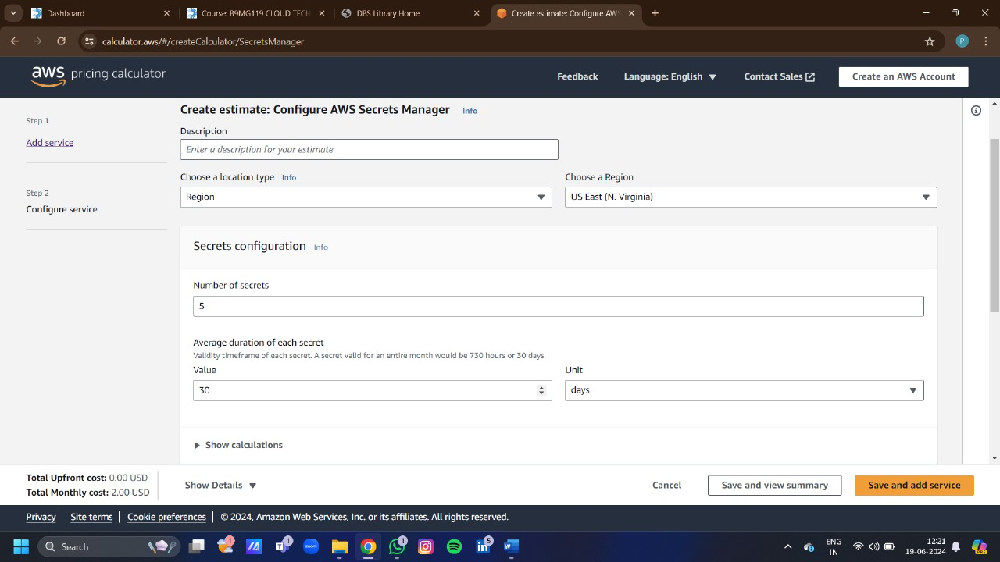 Dashboard
Course: B9MG119 CLOUD TECH
DBS Library Home
Create estimate: Configure AWS
calculator.aws/#/createCalculator/SecretsManager
P
aws pricing calculator
Feedback
Language: English
Contact Sales
Create an AWS Account
Step 1
Add service
Step 2
Configure service
Create estimate: Configure AWS Secrets Manager Info
Description
Enter a description for your estimate
Choose a location type Info
Choose a Region
Region
US East (N. Virginia)
Secrets configuration Info
Number of secrets
5
Average duration of each secret
Validity timeframe of each secret. A secret valid for an entire month would be 730 hours or 30 days.
Value
Unit
30
days
Show calculations
Total Upfront cost: 0.00 USD
Total Monthly cost: 2.00 USD
Show Details
Cancel
Save and view summary
Save and add service
Privacy
Site terms
Cookie preferences
© 2024, Amazon Web Services, Inc. or its affiliates. All rights reserved.
Search
1
1
zoom
1
5
ENG
IN
12:21
19-06-2024
PRE